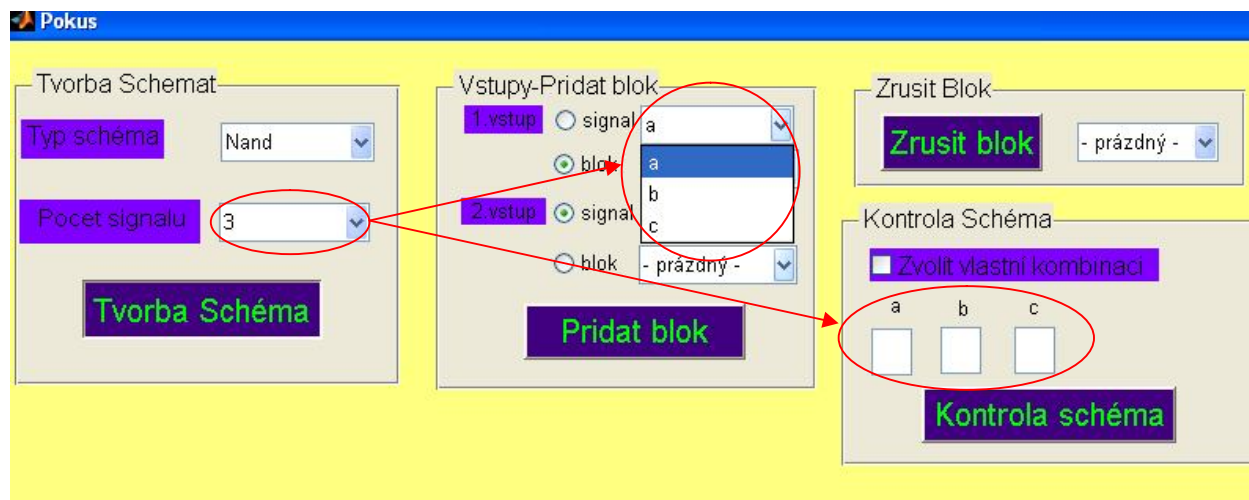 Pokus
Tvorba Schemat
Typ schéma
Nand
Pocet signalu
3
Tvorba Schéma
Vstupy-Pridat blok
1.vstup
signal
a
blok
a
b
2.vstup
signal
c
blok
- prázdný -
Pridat blok
Zrusit Blok
Zrusit blok
- prázdný -
Kontrola Schéma
Zvolit vlastní kombinaci
a b c
Kontrola schéma